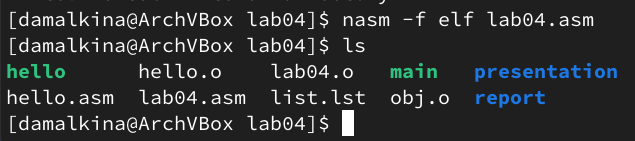 [damalkina@ArchVBox lab04]$ nasm -f elf lab04.asm
[damalkina@ArchVBox lab04]$ ls
hello hello.o lab04.o main presentation
hello.asm lab04.asm list.lst obj.o report
[damalkina@ArchVBox lab04]$